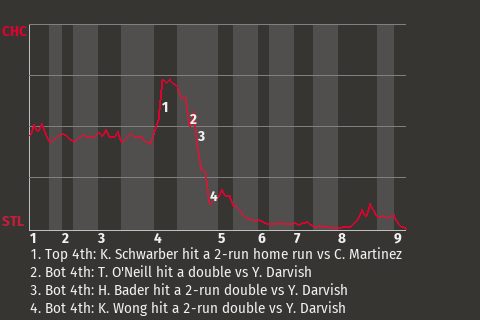 CHC
1
2
3
4
STL
1 2 3 4 5 6 7 8 9
1. Top 4th: K. Schwarber hit a 2-run home run vs C. Martinez
2. Bot 4th: T. O'Neill hit a double vs Y. Darvish
3. Bot 4th: H. Bader hit a 2-run double vs Y. Darvish
4. Bot 4th: K. Wong hit a 2-run double vs Y. Darvish